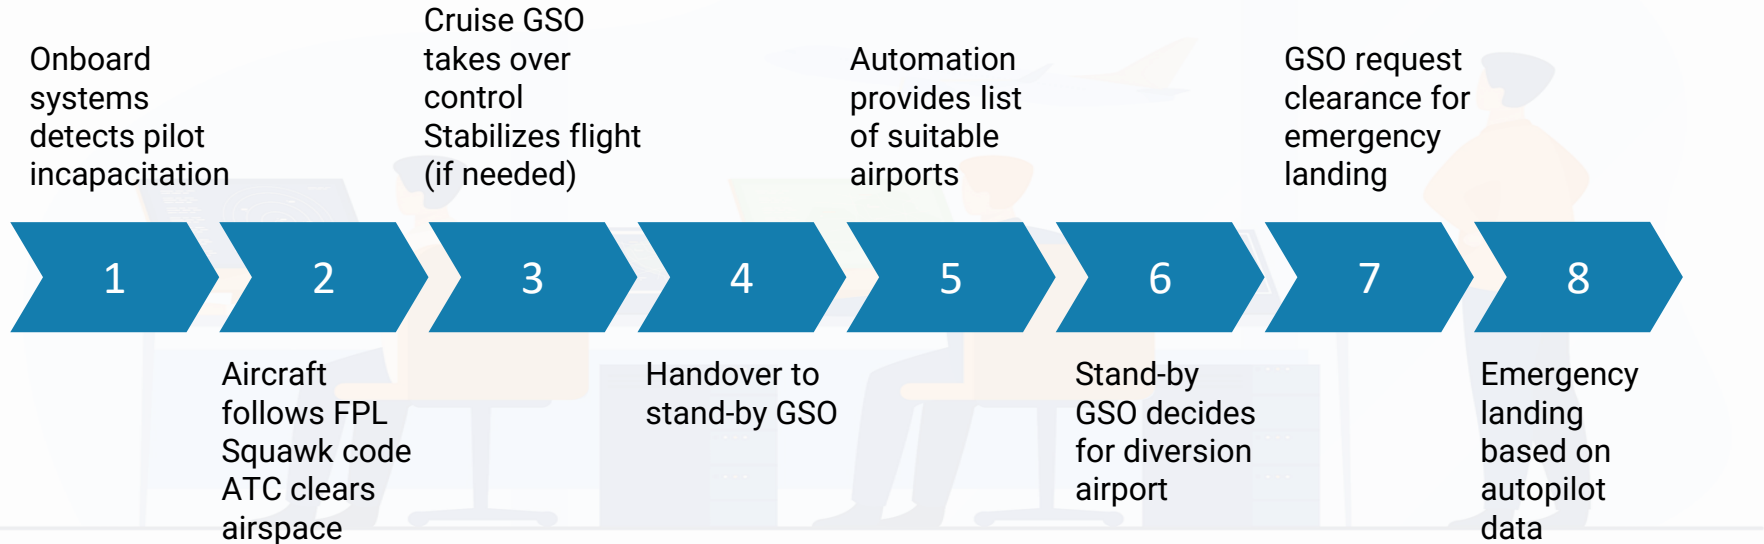 Onboard
systems
detects pilot
incapacitation
Cruise GSO
takes over
control
Stabilizes flight
(if needed)
Automation
provides list
of suitable
airports
GSO request
clearance for
emergency
landing
1
2
3
4
5
6
7
8
Aircraft
follows FPL
Squawk code
ATC clears
airspace
Handover to
stand-by GSO
Stand-by
GSO decides
for diversion
airport
Emergency
landing
based on
autopilot
data